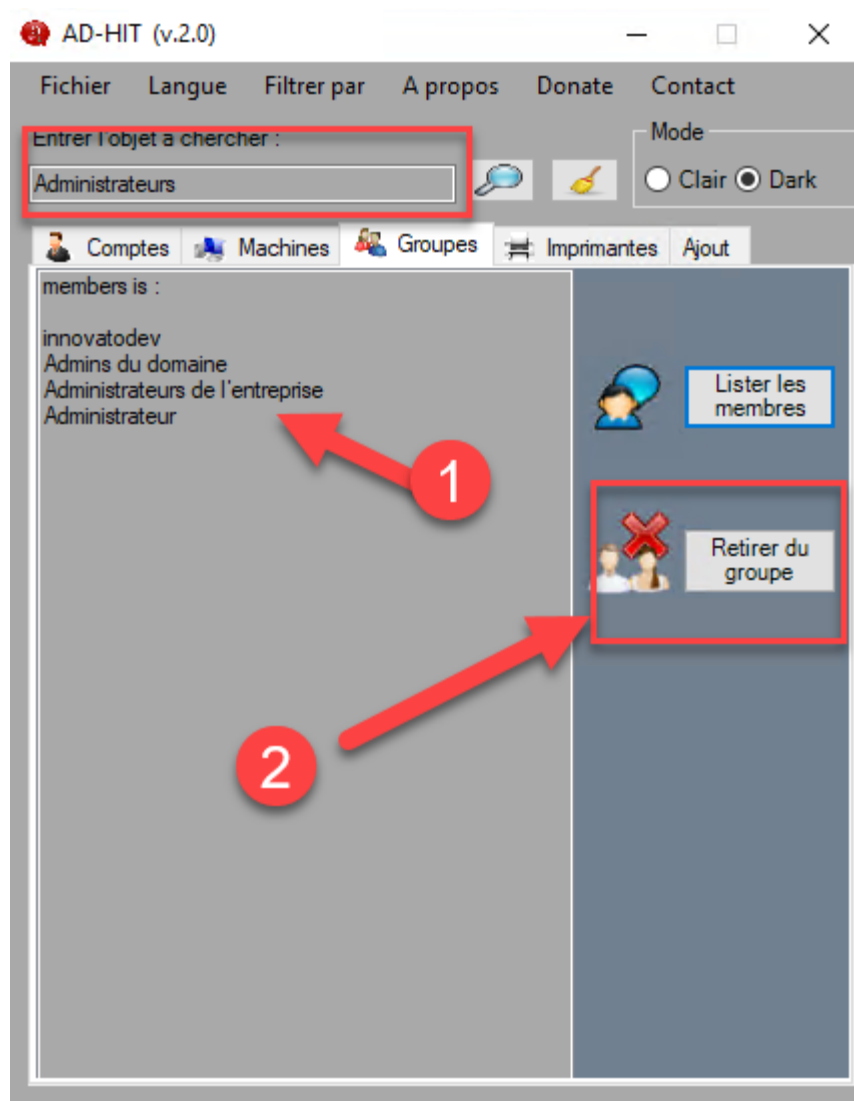 AD-HIT (v.2.0)
Fichier Langue Filtrer par A propos Donate Contact
Entrer l'objet a chercher :
Mode
Administrateurs
Clair Dark
Comptes Machines Groupes Imprimantes Ajout
members is :
innovatodev
Admins du domaine
Administrateurs de l'entreprise
Administrateur
Lister les
membres
1
Retirer du
groupe
2